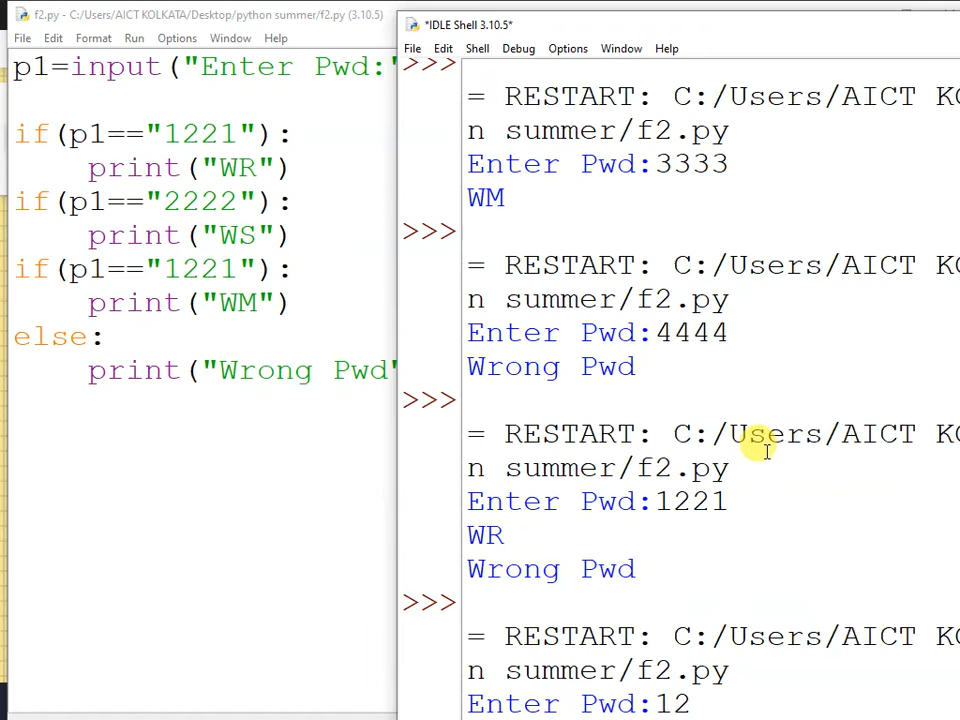 f2.py - C:/Users/AICT KOLKATA/Desktop/python summer/f2.py (3.10.5)
File Edit Format Run Options Window Help
p1=input("Enter Pwd:"
if(p1=="1221"):
    print("WR")
if(p1=="2222"):
    print("WS")
if(p1=="1221"):
    print("WM")
else:
    print("Wrong Pwd"
*IDLE Shell 3.10.5*
File Edit Shell Debug Options Window Help
>>>
= RESTART: C:/Users/AICT KO
n summer/f2.py
Enter Pwd:3333
WM
>>>
= RESTART: C:/Users/AICT KO
n summer/f2.py
Enter Pwd:4444
Wrong Pwd
>>>
= RESTART: C:/Users/AICT KO
n summer/f2.py
Enter Pwd:1221
WR
Wrong Pwd
>>>
= RESTART: C:/Users/AICT KO
n summer/f2.py
Enter Pwd:12